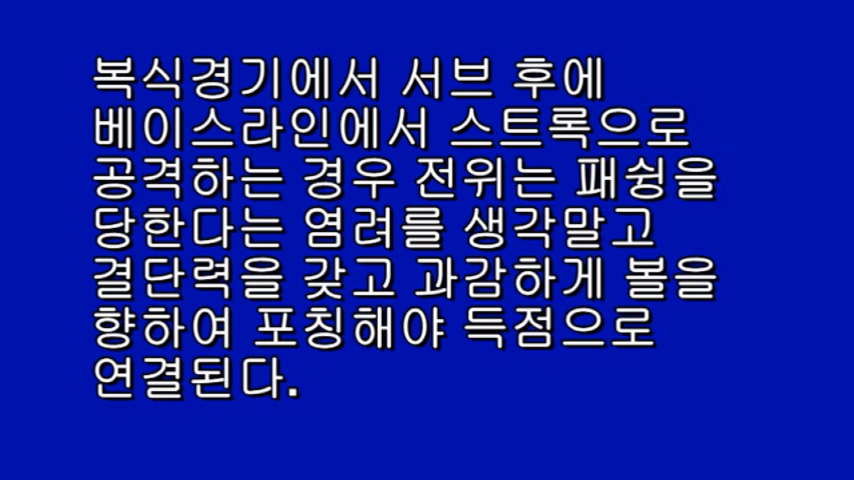 복식경기에서 서브 후에
베이스라인에서 스트록으로
공격하는 경우 전위는 패슁을
당한다는 염려를 생각말고
결단력을 갖고 과감하게 볼을
향하여 포칭해야 득점으로
연결된다.